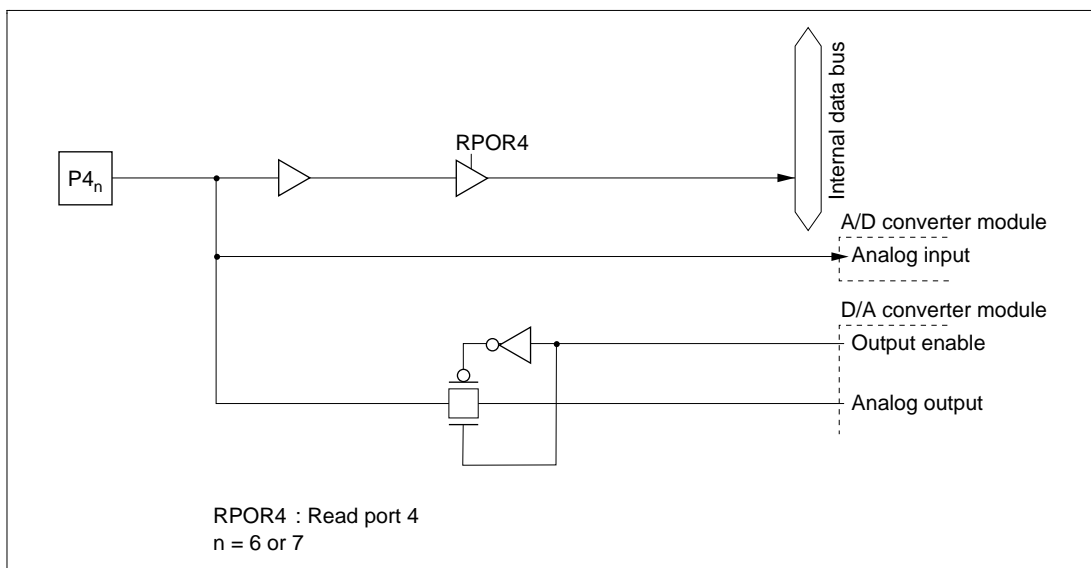 RPOR4
P4n
Internal data bus
A/D converter module
Analog input
D/A converter module
Output enable
Analog output
RPOR4 : Read port 4
n = 6 or 7